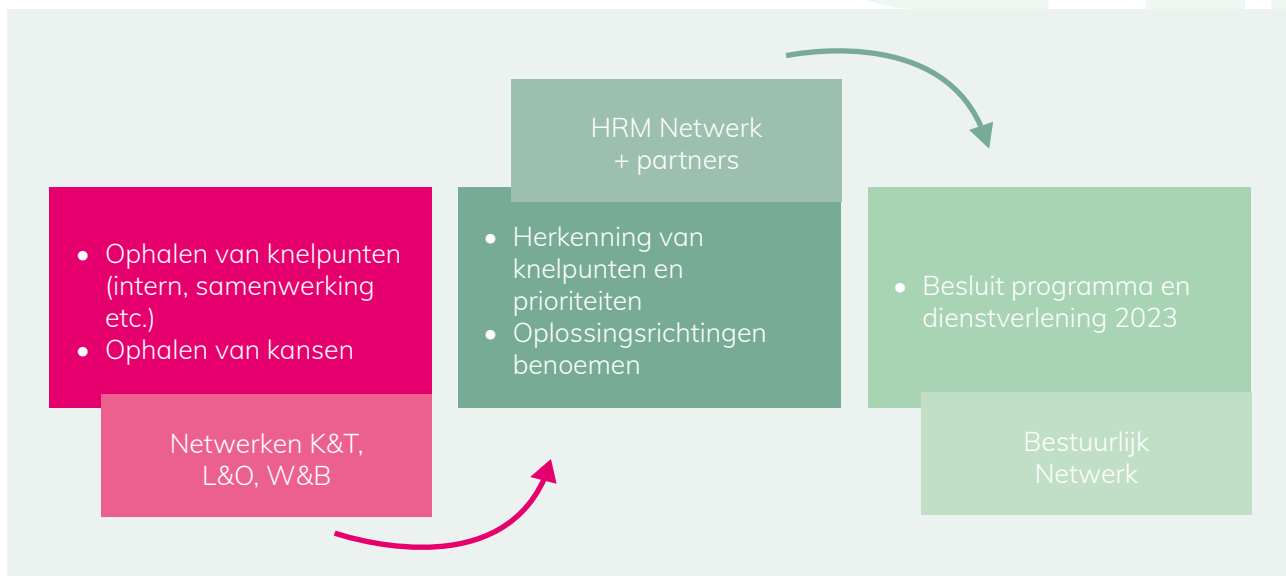 • Ophalen van knelpunten
(intern, samenwerking
etc.)
• Ophalen van kansen
Netwerken K&T,
L&O, W&B
HRM Netwerk
+ partners
• Herkenning van
knelpunten en
prioriteiten
• Oplossingsrichtingen
benoemen
• Besluit programma en
dienstverlening 2023
Bestuurlijk
Netwerk